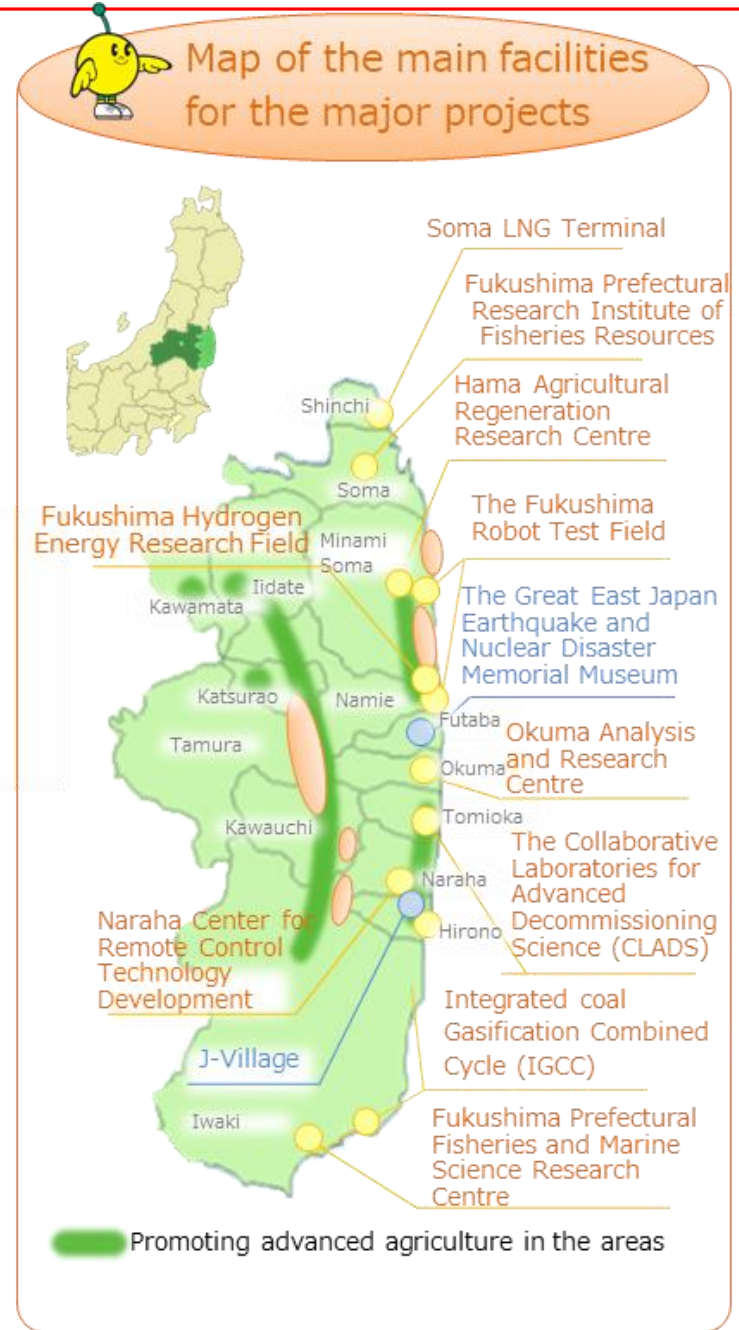 Map of the main facilities
for the major projects
Soma LNG Terminal
Fukushima Prefectural
Research Institute of
Fisheries Resources
Hama Agricultural
Regeneration
Research Centre
Shinchi
Soma
The Fukushima
Robot Test Field
Fukushima Hydrogen
Energy Research Field
Minami
Soma
Iidate
Kawamata
The Great East Japan
Earthquake and
Nuclear Disaster
Memorial Museum
Katsurao
Namie
Futaba
Tamura
Okuma
Okuma Analysis
and Research
Centre
Tomioka
Kawauchi
The Collaborative
Laboratories for
Advanced
Decommissioning
Science (CLADS)
Naraha
Hirono
Naraha Center for
Remote Control
Technology
Development
Integrated coal
Gasification Combined
Cycle (IGCC)
J-Village
Iwaki
Fukushima Prefectural
Fisheries and Marine
Science Research
Centre
Promoting advanced agriculture in the areas